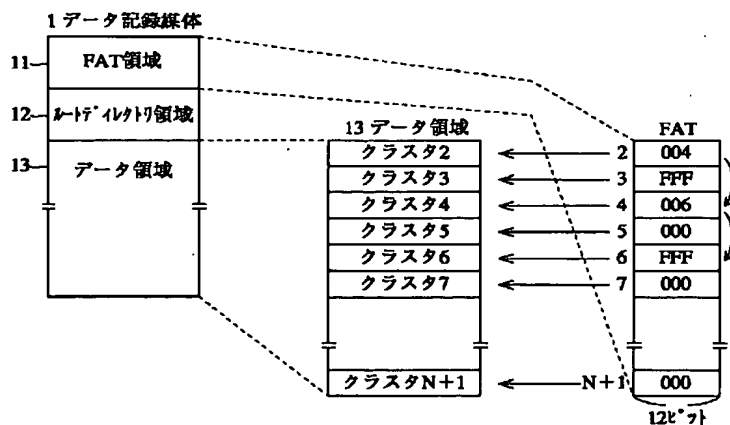 1 データ記録媒体
11
FAT領域
12
ルートディレクトリ領域
13
データ領域
13 データ領域
クラスタ2
クラスタ3
クラスタ4
クラスタ5
クラスタ6
クラスタ7
クラスタN+1
FAT
2 004
3 FFF
4 006
5 000
6 FFF
7 000
N+1 000
12ビット